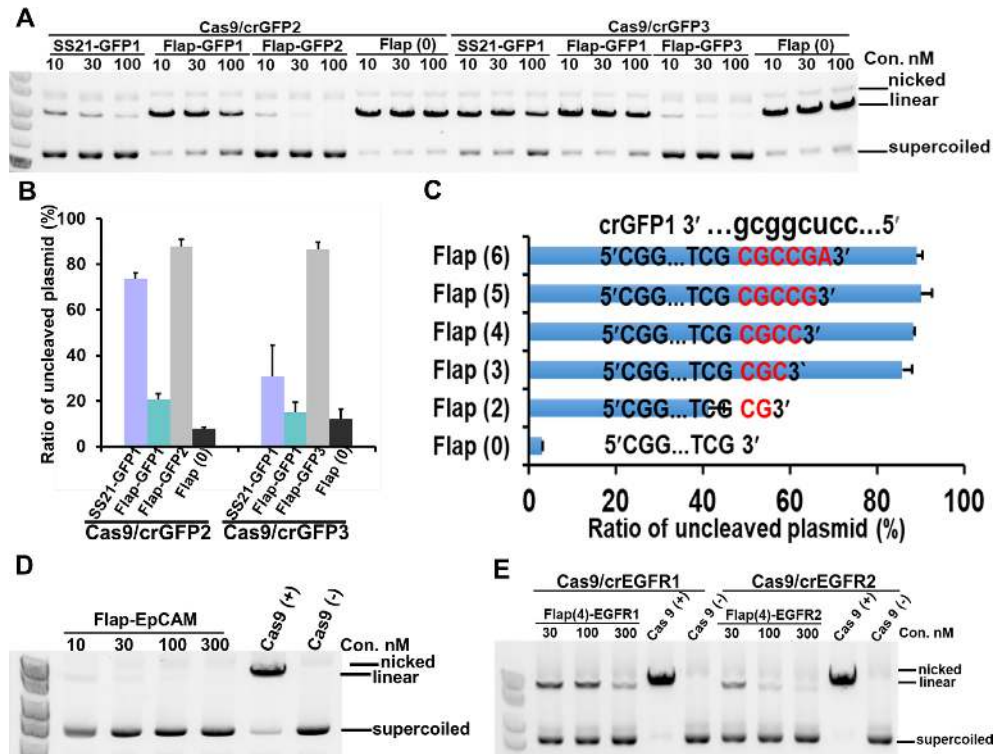 A
Cas9/crGFP2 Cas9/crGFP3
SS21-GFP1 Flap-GFP1 Flap-GFP2 Flap (0) SS21-GFP1 Flap-GFP1 Flap-GFP3 Flap (0)
10 30 100 10 30 100 10 30 100 10 30 100 10 30 100 10 30 100 10 30 100 10 30 100 Con. nM
nicked
linear
supercoiled
B
Ratio of uncleaved plasmid (%)
100
80
60
40
20
0
SS21-GFP1 Flap-GFP1 Flap-GFP2 Flap (0) SS21-GFP1 Flap-GFP1 Flap-GFP3 Flap (0)
Cas9/crGFP2 Cas9/crGFP3
C
crGFP1 3′ ...gcggcucc...5′
Flap (6) 5′CGG...TCG CGCCGA3′
Flap (5) 5′CGG...TCG CGCCG3′
Flap (4) 5′CGG...TCG CGCC3′
Flap (3) 5′CGG...TCG CGC3`
Flap (2) 5′CGG...TCG CG3′
Flap (0) 5′CGG...TCG 3′
0 20 40 60 80 100
Ratio of uncleaved plasmid (%)
D
Flap-EpCAM Cas9 (+) Cas9 (-)
10 30 100 300 Con. nM
nicked
linear
supercoiled
E
Cas9/crEGFR1 Cas9/crEGFR2
Flap(4)-EGFR1 Cas 9 (+) Cas 9 (-) Flap(4)-EGFR2 Cas9 (+) Cas 9 (-)
30 100 300 30 100 300 Con. nM
nicked
linear
supercoiled